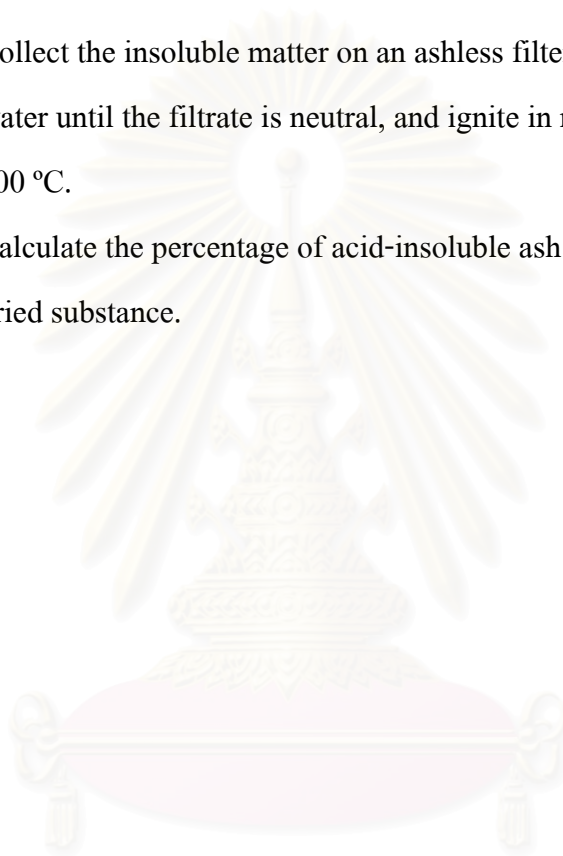 ollect the insoluble matter on an ashless filte
ater until the filtrate is neutral, and ignite in
00 ºC.
alculate the percentage of acid-insoluble ash
ried substance.